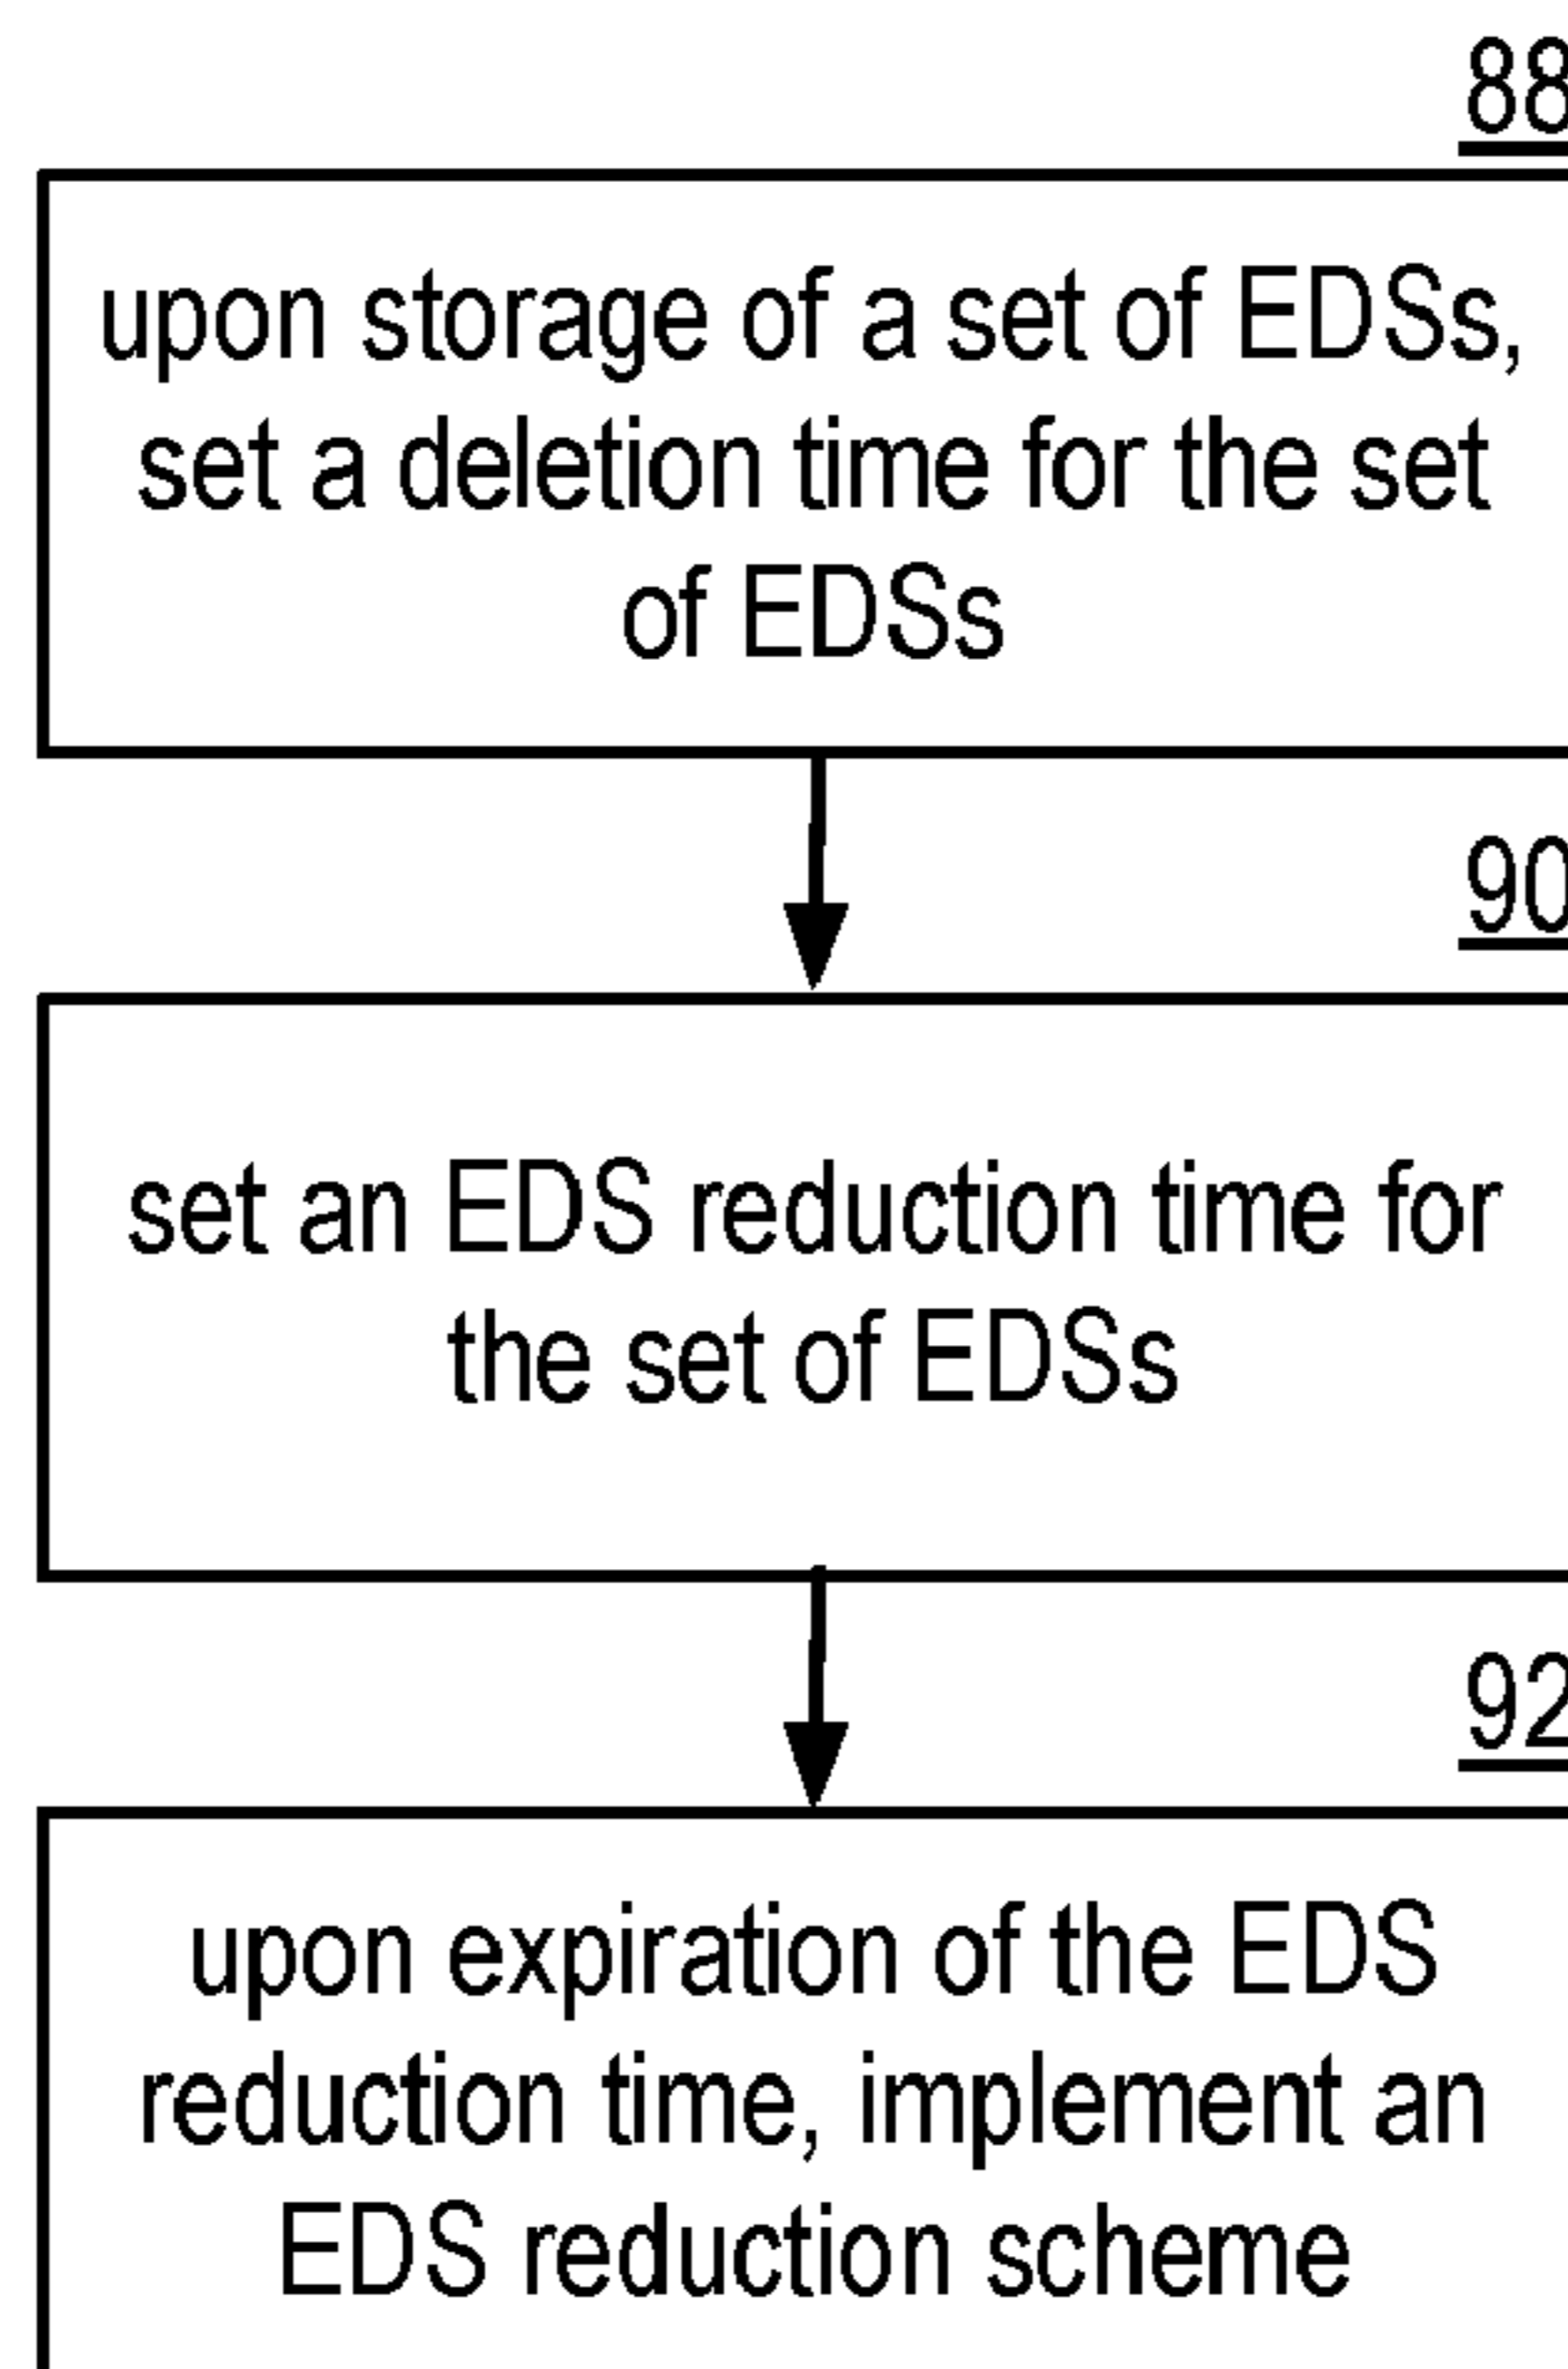 88
upon storage of a set of EDSs,
set a deletion time for the set
of EDSs
90
set an EDS reduction time for
the set of EDSs
92
upon expiration of the EDS
reduction time, implement an
EDS reduction scheme